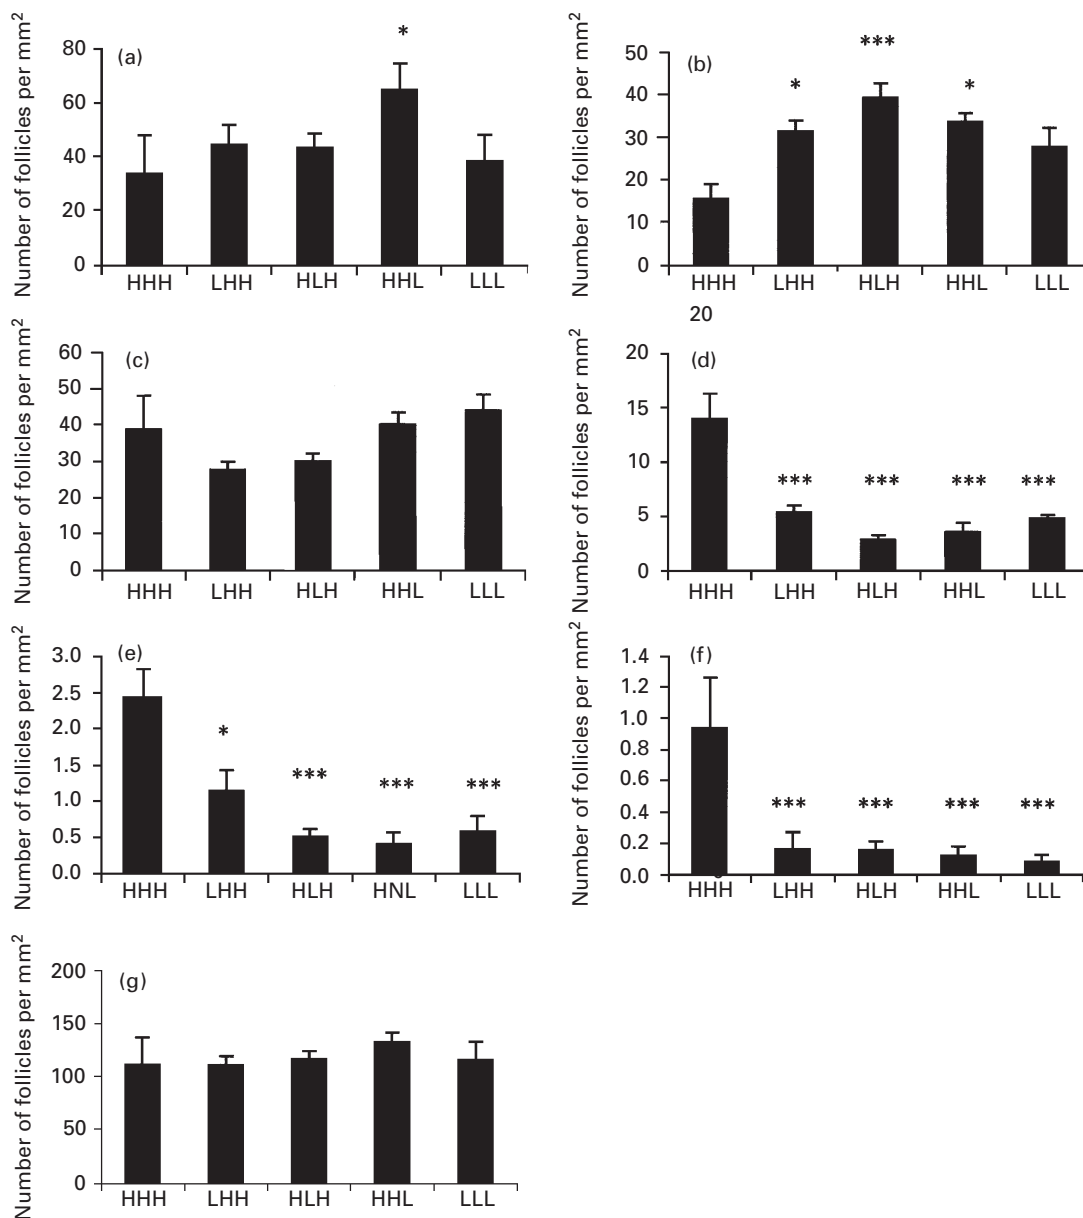 Number of follicles per mm²
(a)
80
60
40
20
0
*
HHH LHH HLH HHL LLL
Number of follicles per mm²
(b)
50
40
30
20
10
0
* *** *
HHH LHH HLH HHL LLL
20
Number of follicles per mm²
(c)
60
50
40
30
20
10
0
HHH LHH HLH HHL LLL
Number of follicles per mm²
(d)
20
15
10
5
0
*** *** *** ***
HHH LHH HLH HHL LLL
Number of follicles per mm²
(e)
3.0
2.5
2.0
1.5
1.0
0.5
0.0
* *** *** ***
HHH LHH HLH HNL LLL
Number of follicles per mm²
(f)
1.4
1.2
1.0
0.8
0.6
0.4
0.2
0.0
*** *** *** ***
HHH LHH HLH HHL LLL
Number of follicles per mm²
(g)
200
150
100
50
0
HHH LHH HLH HHL LLL